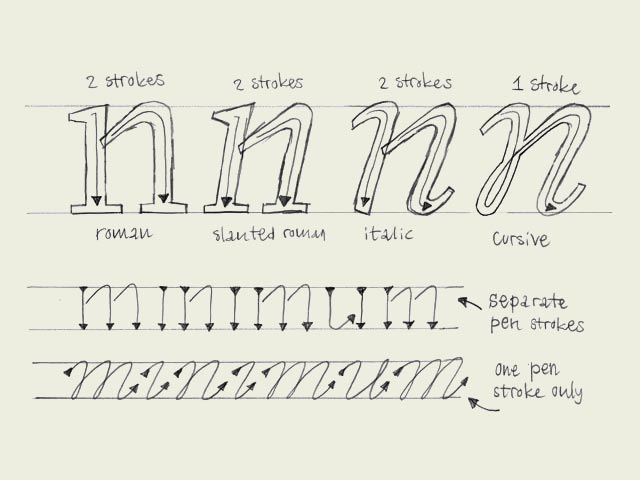 2 strokes 2 strokes 2 strokes 1 stroke
n n n n
roman slanted roman italic cursive
minimum
separate
pen strokes
minimum
one pen
stroke only